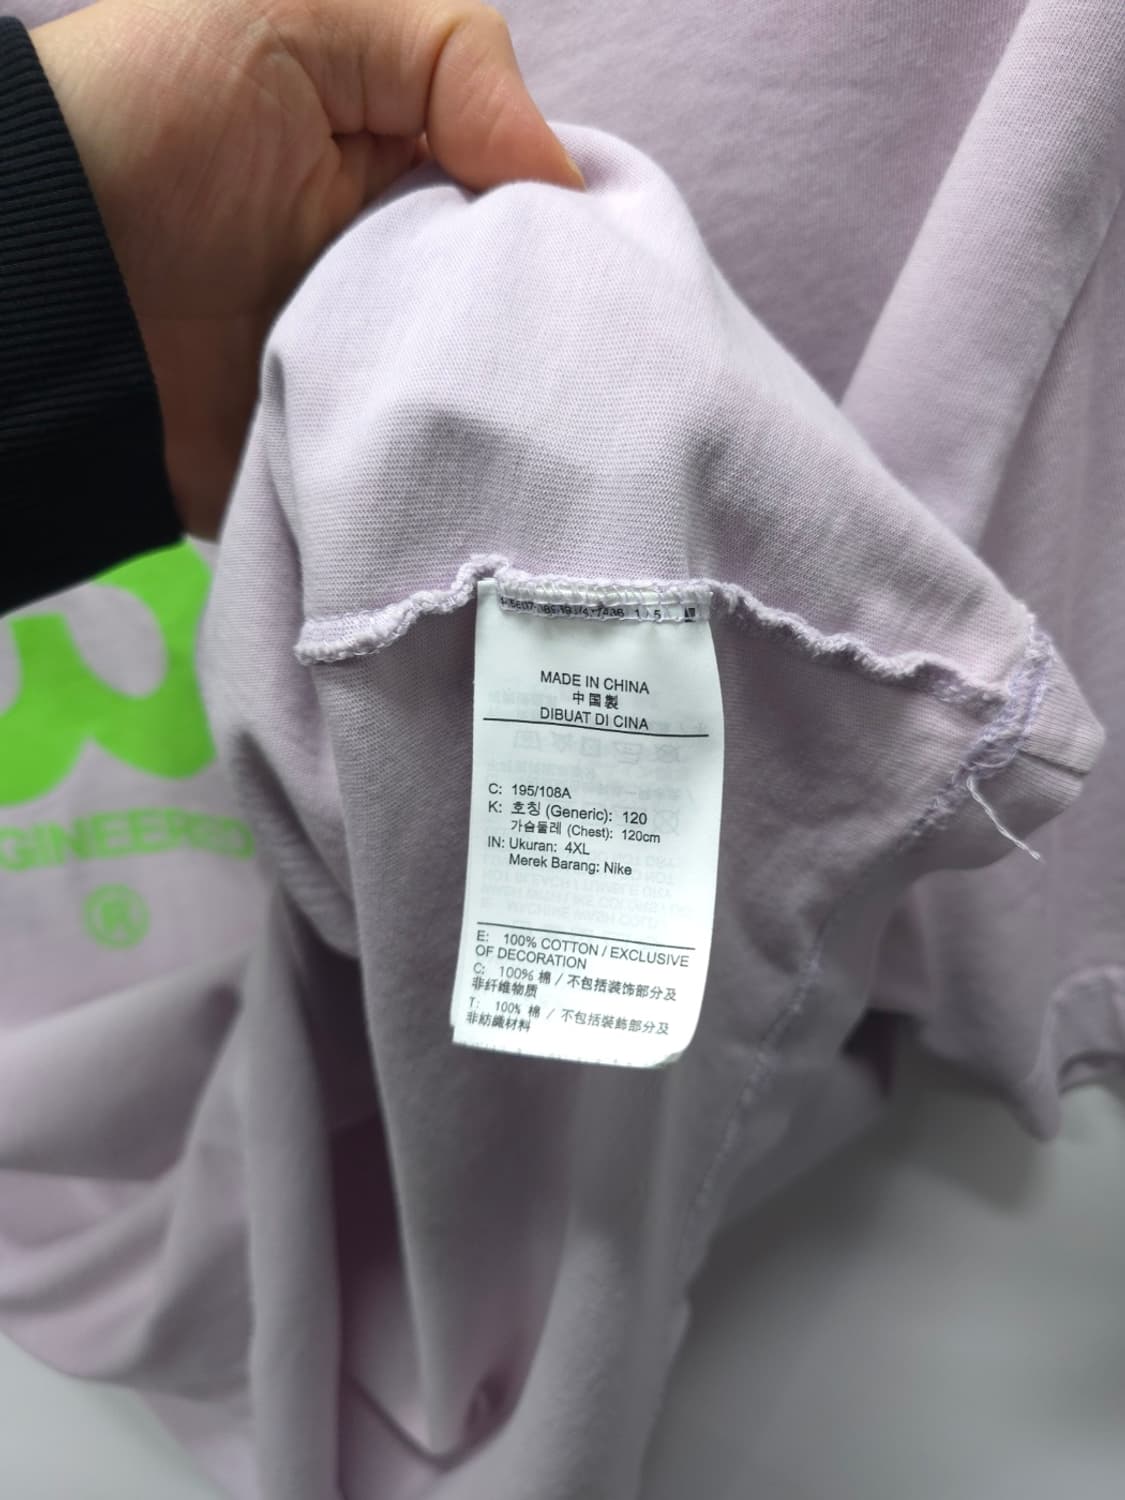 MADE IN CHINA
中国製
DIBUAT DI CINA
C: 195/108A
K: 호칭 (Generic): 120
가슴둘레 (Chest): 120cm
IN: Ukuran: 4XL
Merek Barang: Nike
E: 100% COTTON / EXCLUSIVE
OF DECORATION
C: 100% 棉 / 不包括装饰部分及
非纤维物质
T: 100% 棉 / 不包括裝飾部分及
非紡織材料
GINEERED
®